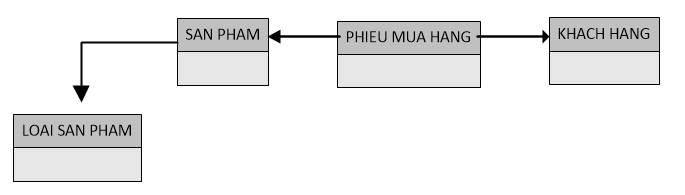 SAN PHAM
PHIEU MUA HANG
KHACH HANG
LOAI SAN PHAM